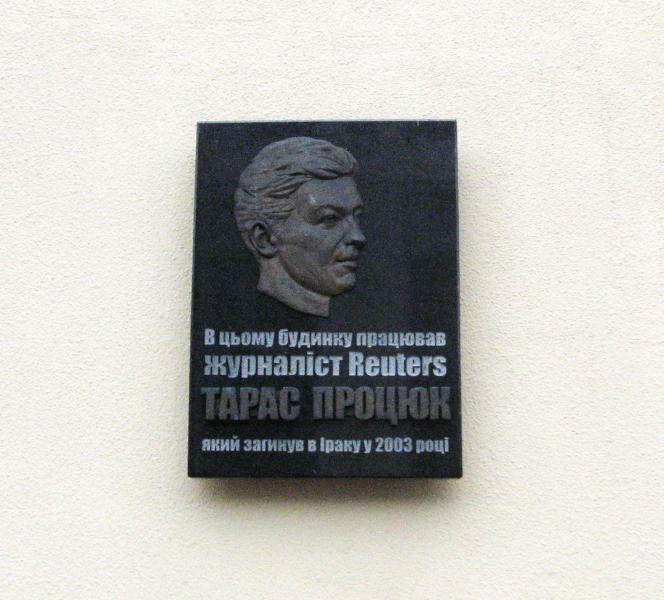 В цьому будинку працював
журналіст Reuters
ТАРАС ПРОЦЮК
який загинув в Іраку у 2003 році